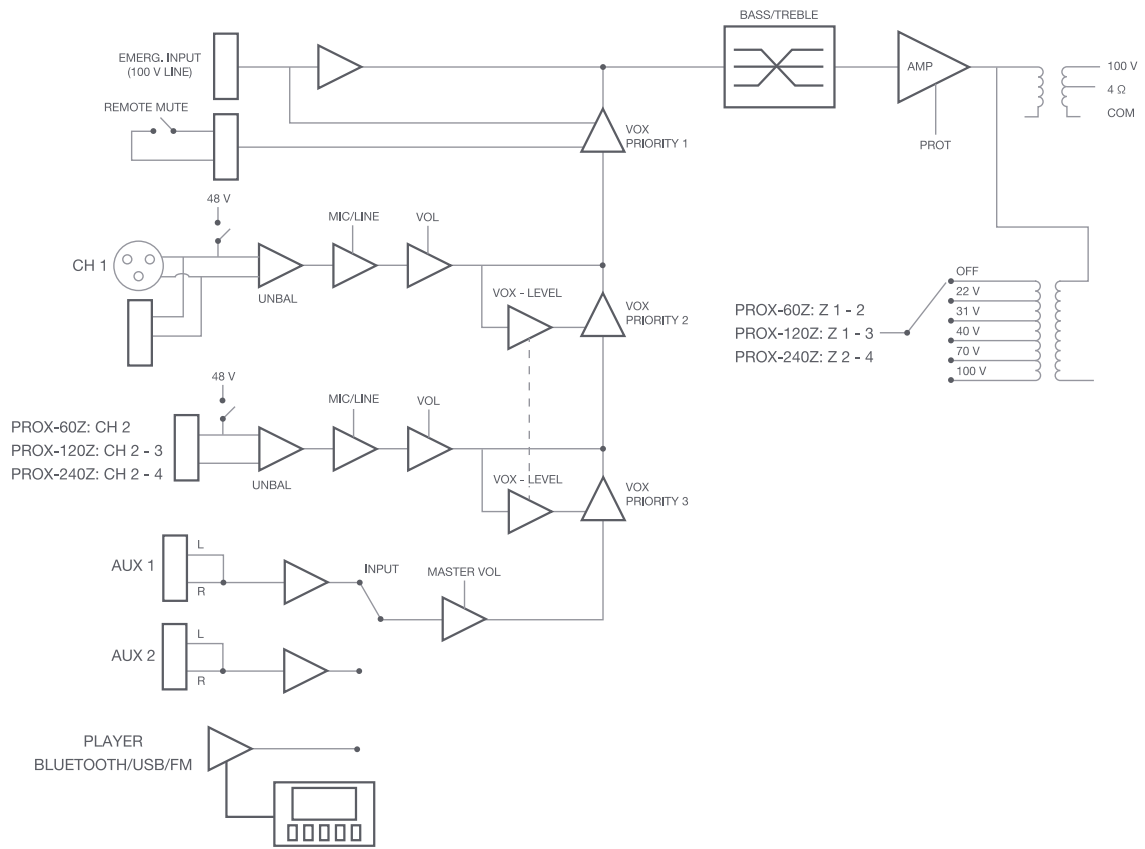 BASS/TREBLE
EMERG. INPUT
(100 V LINE)
AMP
100 V
4 Ω
COM
REMOTE MUTE
VOX
PRIORITY 1
PROT
48 V
MIC/LINE
VOL
CH 1
UNBAL
VOX - LEVEL
VOX
PRIORITY 2
OFF
22 V
31 V
40 V
70 V
100 V
PROX-60Z: Z 1 - 2
PROX-120Z: Z 1 - 3
PROX-240Z: Z 2 - 4
48 V
MIC/LINE
VOL
PROX-60Z: CH 2
PROX-120Z: CH 2 - 3
PROX-240Z: CH 2 - 4
UNBAL
VOX - LEVEL
VOX
PRIORITY 3
AUX 1
L
R
INPUT
MASTER VOL
AUX 2
L
R
PLAYER
BLUETOOTH/USB/FM